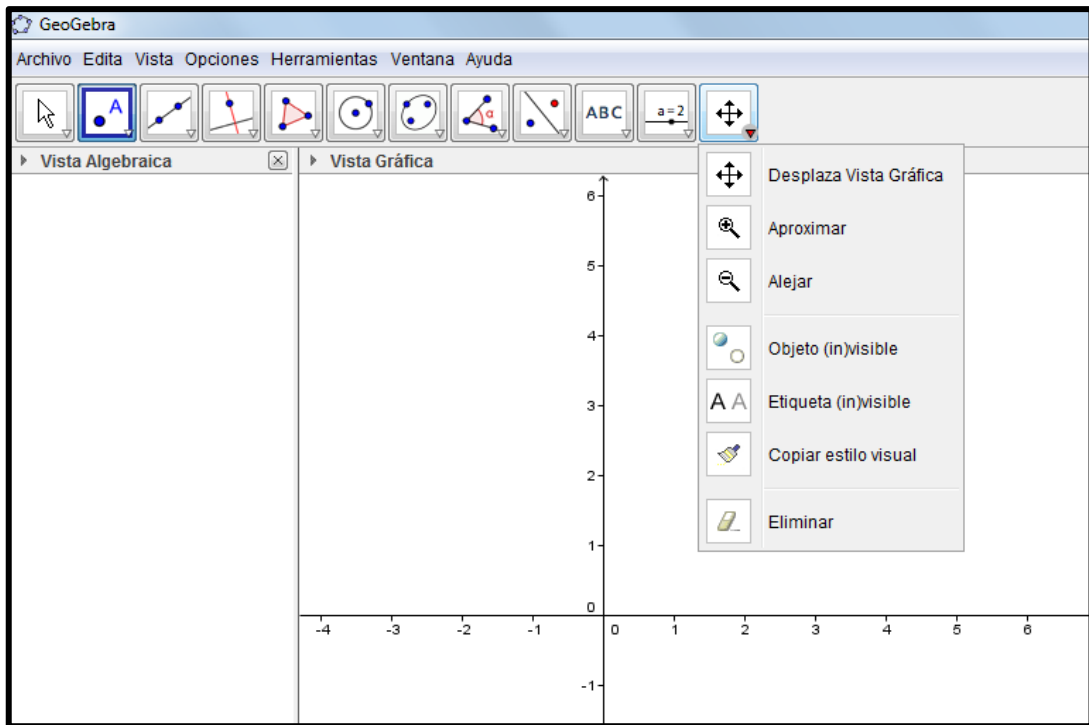 GeoGebra
Archivo Edita Vista Opciones Herramientas Ventana Ayuda
A
α
ABC
a=2
Vista Algebraica
Vista Gráfica
Desplaza Vista Gráfica
Aproximar
Alejar
Objeto (in)visible
A A Etiqueta (in)visible
Copiar estilo visual
Eliminar
6
5
4
3
2
1
0
-4 -3 -2 -1 0 1 2 3 4 5 6
-1